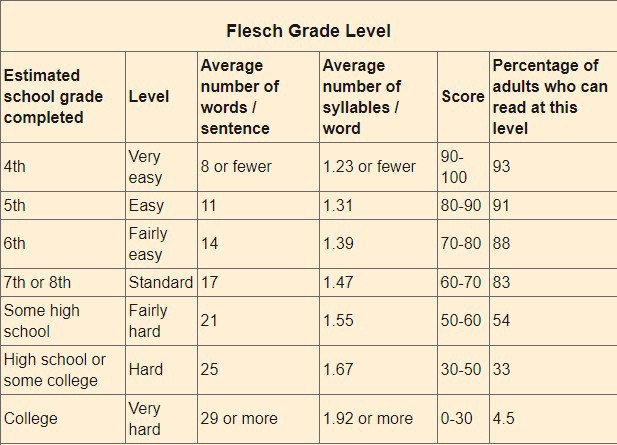 Flesch Grade Level
Estimated school grade completed | Level | Average number of words / sentence | Average number of syllables / word | Score | Percentage of adults who can read at this level
4th | Very easy | 8 or fewer | 1.23 or fewer | 90-100 | 93
5th | Easy | 11 | 1.31 | 80-90 | 91
6th | Fairly easy | 14 | 1.39 | 70-80 | 88
7th or 8th | Standard | 17 | 1.47 | 60-70 | 83
Some high school | Fairly hard | 21 | 1.55 | 50-60 | 54
High school or some college | Hard | 25 | 1.67 | 30-50 | 33
College | Very hard | 29 or more | 1.92 or more | 0-30 | 4.5